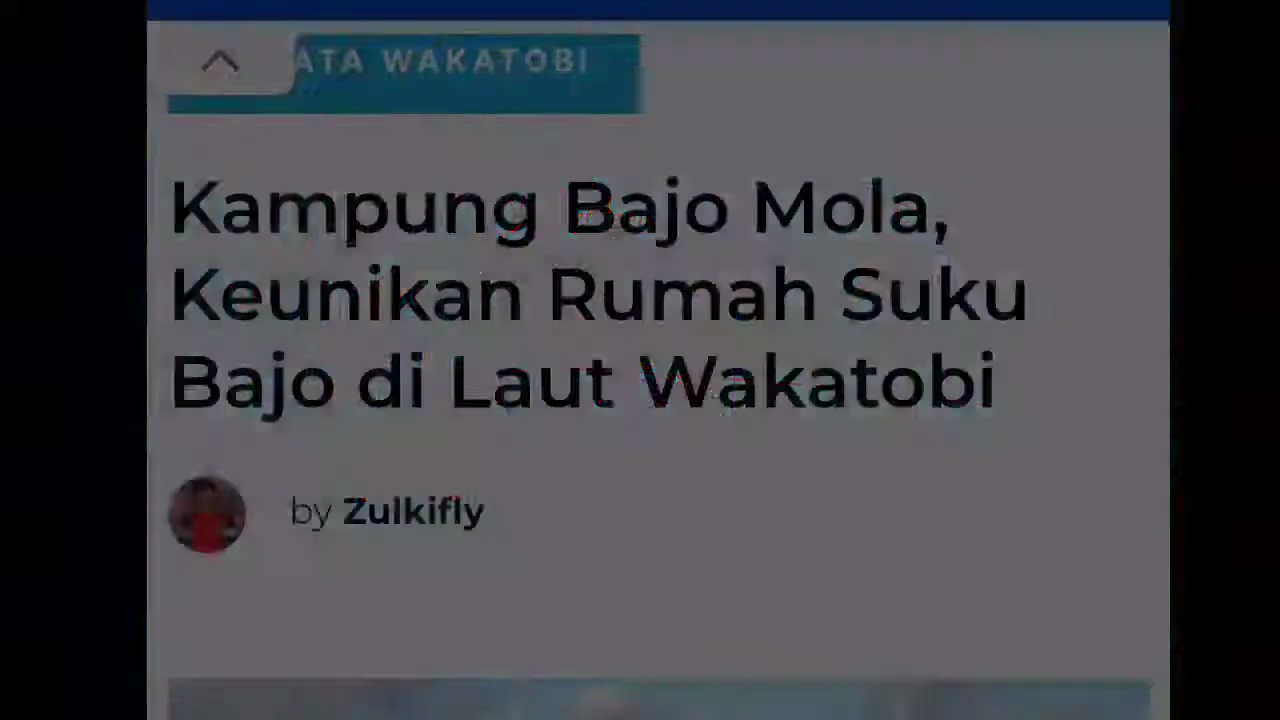 ATA WAKATOBI
Kampung Bajo Mola,
Keunikan Rumah Suku
Bajo di Laut Wakatobi
by Zulkifly